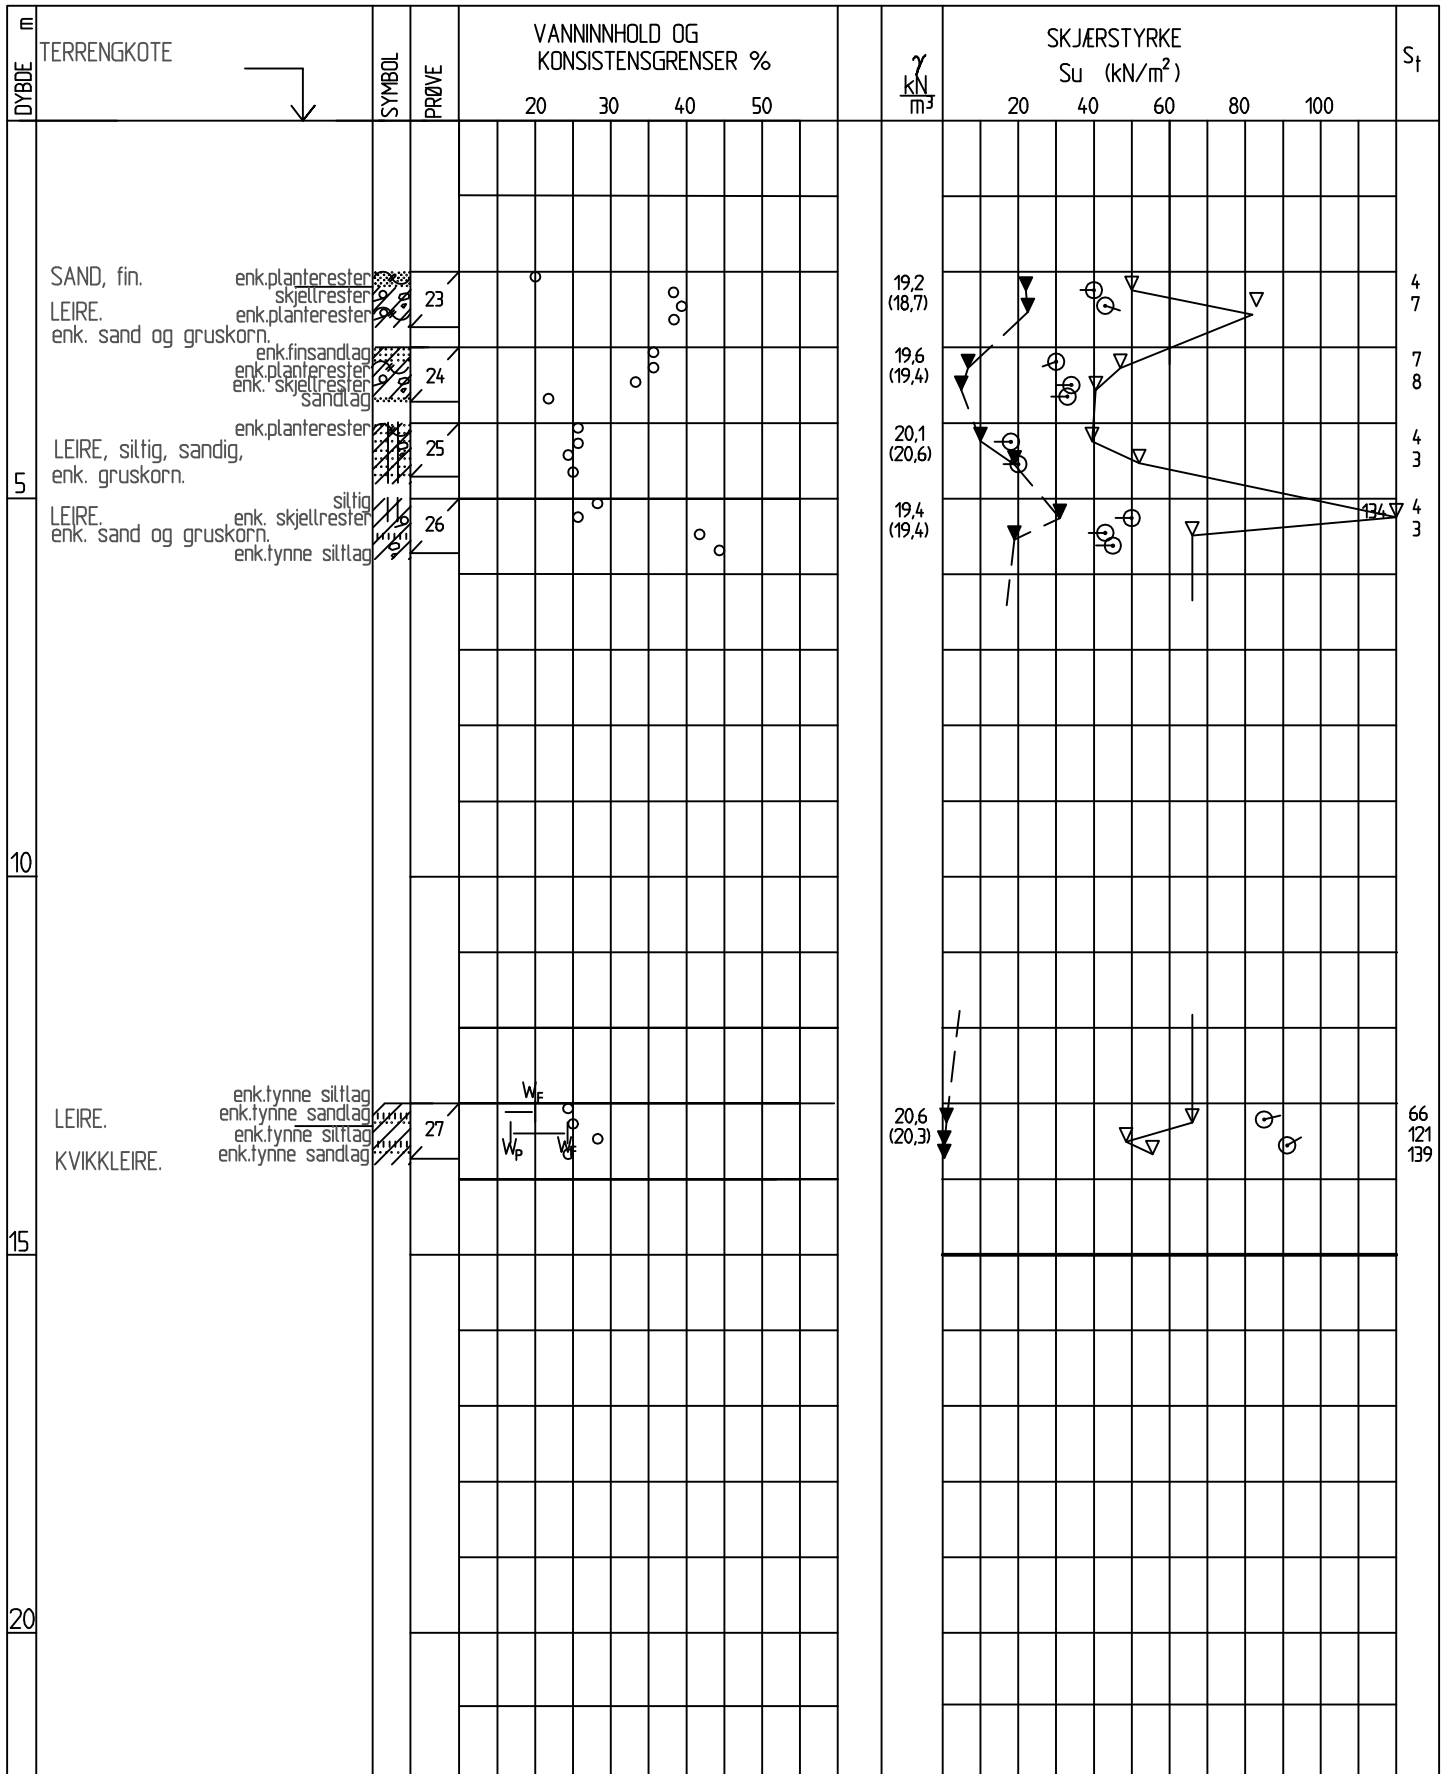 DYBDE m
TERRENGKOTE
SYMBOL
PRØVE
VANNINNHOLD OG
KONSISTENSGRENSER %
20 30 40 50
γ
kN
m³
SKJÆRSTYRKE
Su (kN/m²)
20 40 60 80 100
St
SAND, fin.
enk.planterester
skjellrester
LEIRE.
enk.planterester
enk. sand og gruskorn.
23
19,2
(18,7)
4
7
enk.finsandlag
enk.planterester
enk. skjellrester
sandlag
24
19,6
(19,4)
7
8
enk.planterester
LEIRE, siltig, sandig,
enk. gruskorn.
25
20,1
(20,6)
4
3
5
siltig
LEIRE.
enk. skjellrester
enk. sand og gruskorn.
enk.tynne siltlag
26
19,4
(19,4)
134
4
3
10
enk.tynne siltlag
LEIRE.
enk.tynne sandlag
enk.tynne siltlag
KVIKKLEIRE.
enk.tynne sandlag
27
WF
WP WF
20,6
(20,3)
66
121
139
15
20